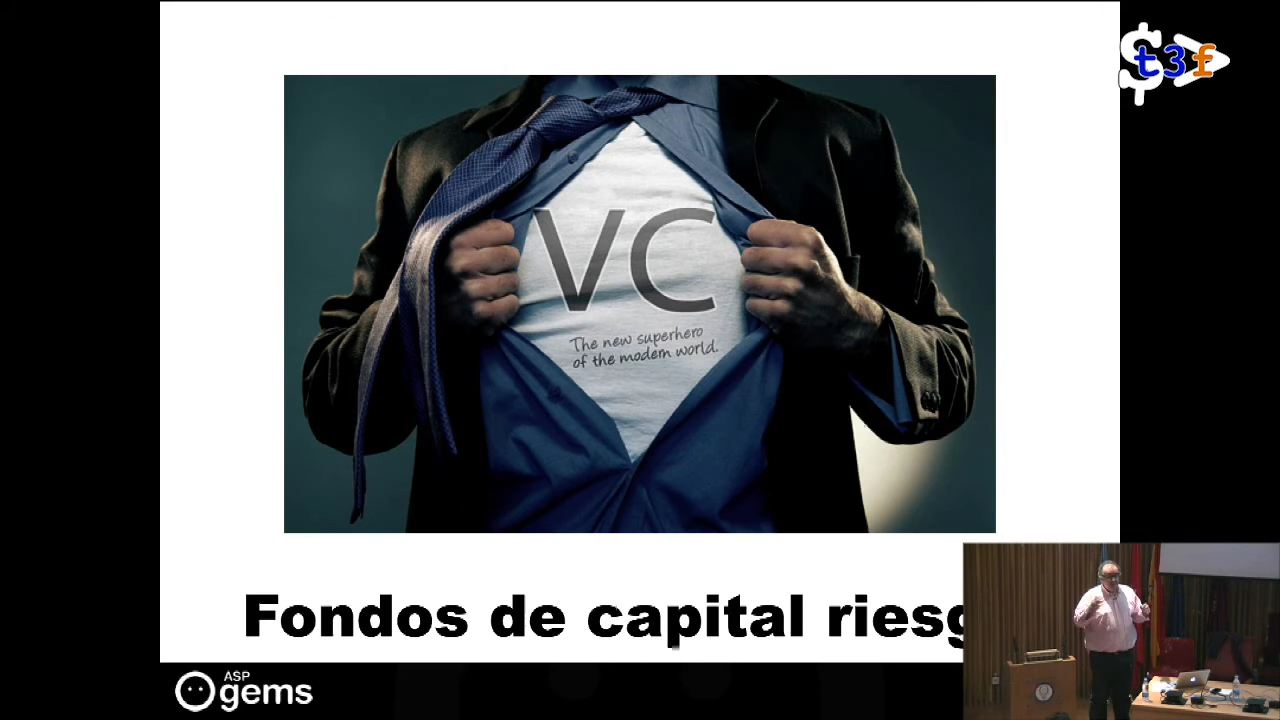 $t3f
VC
The new superhero
of the modern world.
Fondos de capital riesg
ASP
gems